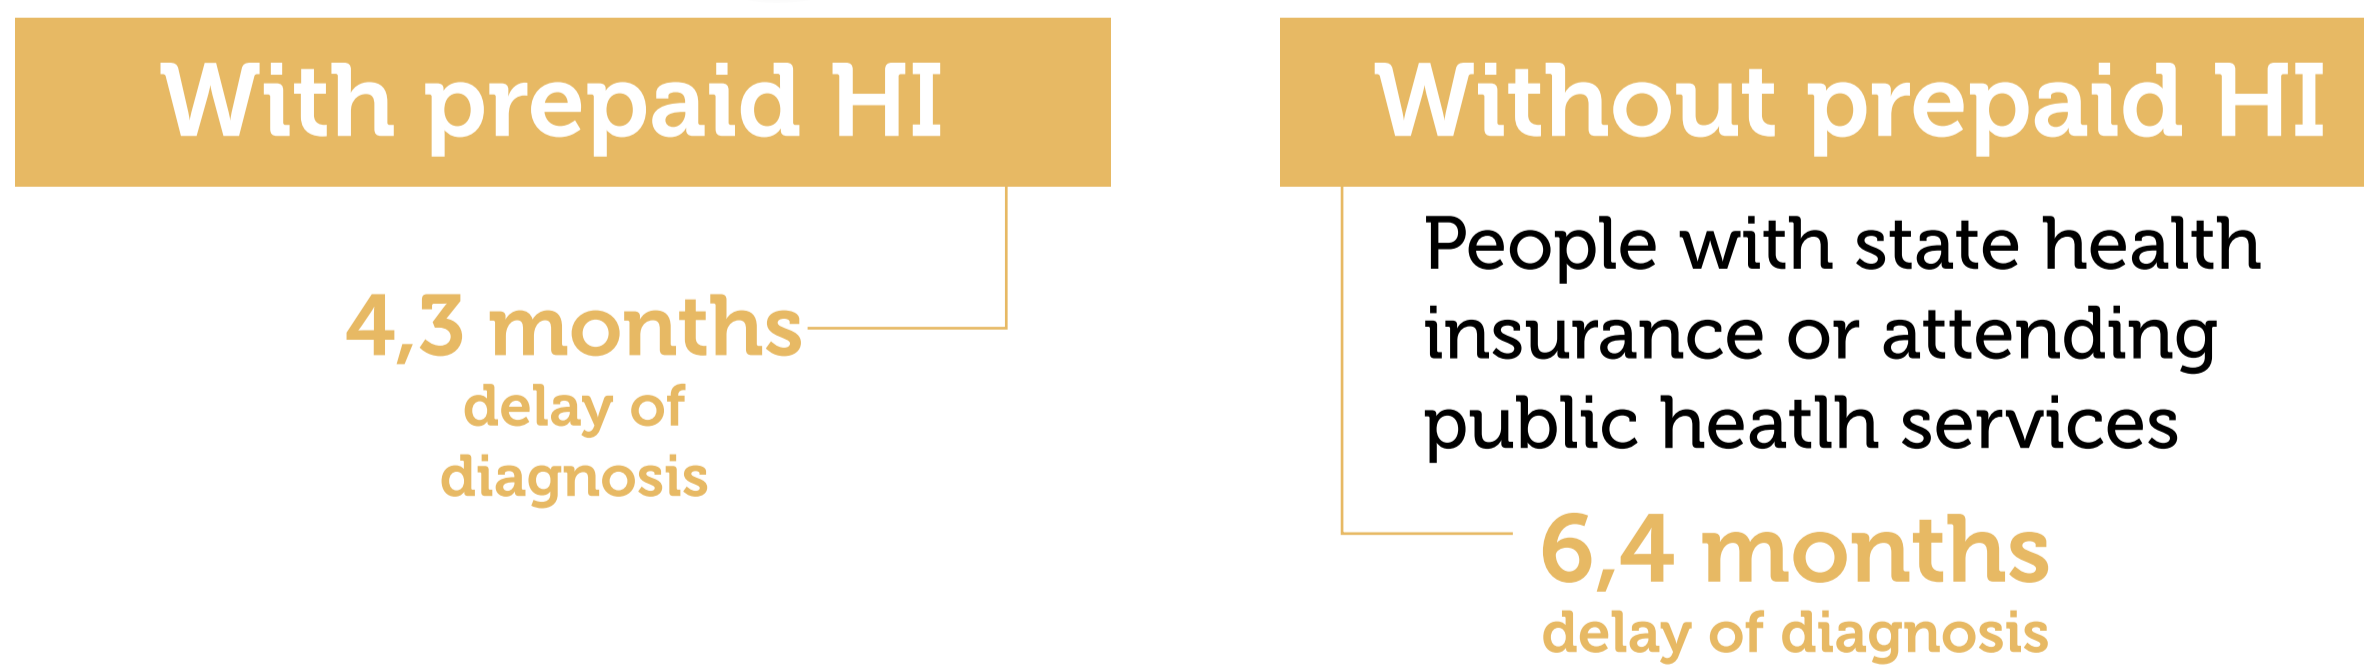 With prepaid HI
4,3 months
delay of
diagnosis
Without prepaid HI
People with state health
insurance or attending
public heatlh services
6,4 months
delay of diagnosis